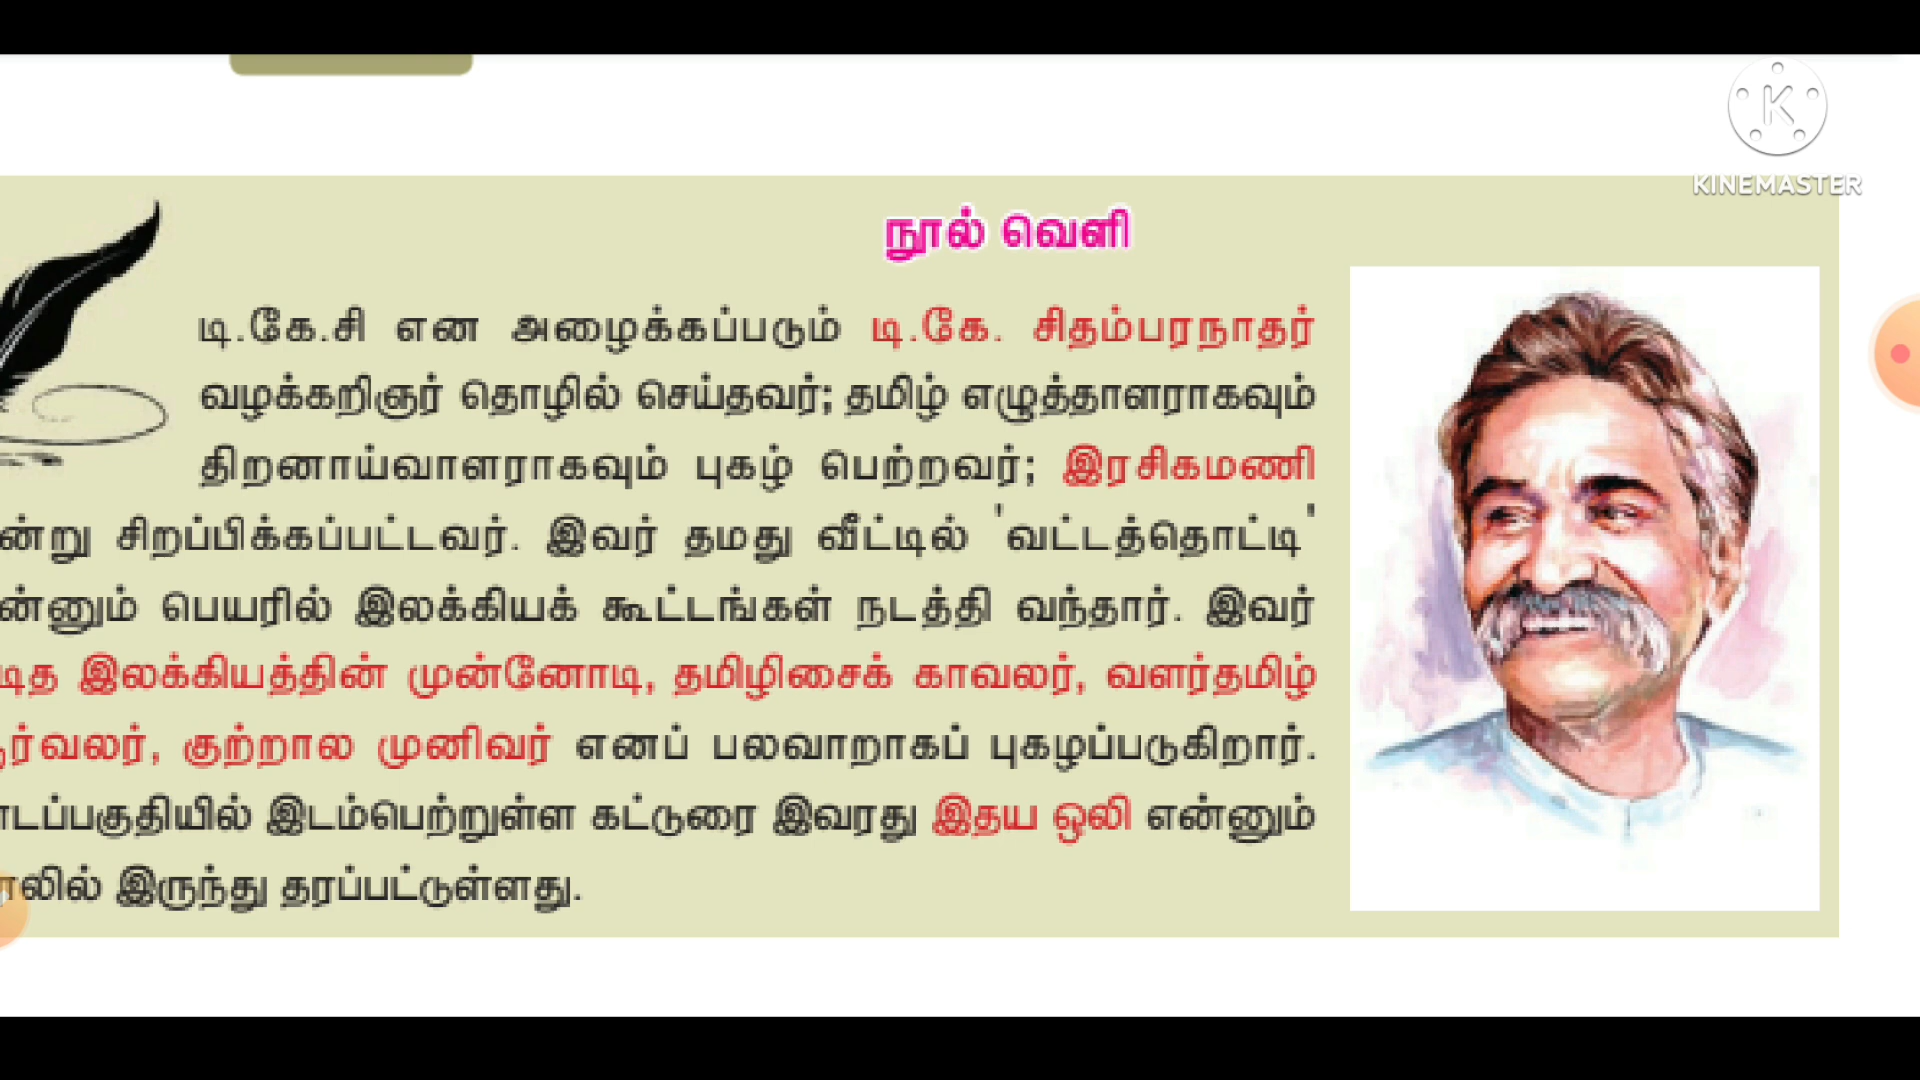 KINEMASTER
நூல் வெளி
டி.கே.சி என அழைக்கப்படும் டி.கே. சிதம்பரநாதர்
வழக்கறிஞர் தொழில் செய்தவர்; தமிழ் எழுத்தாளராகவும்
திறனாய்வாளராகவும் புகழ் பெற்றவர்; இரசிகமணி
சிறப்பிக்கப்பட்டவர். இவர் தமது வீட்டில் 'வட்டத்தொட்டி'
பெயரில் இலக்கியக் கூட்டங்கள் நடத்தி வந்தார். இவர்
இலக்கியத்தின் முன்னோடி, தமிழிசைக் காவலர், வளர்தமிழ்
குற்றால முனிவர் எனப் பலவாறாகப் புகழப்படுகிறார்.
இடம்பெற்றுள்ள கட்டுரை இவரது இதய ஒலி என்னும்
இருந்து தரப்பட்டுள்ளது.